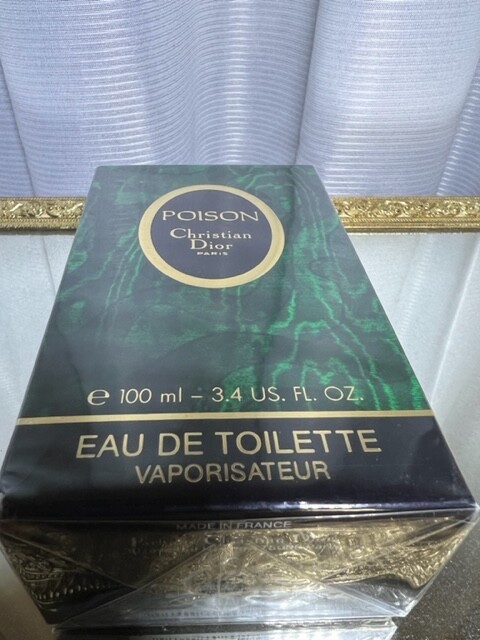 POISON
Christian
Dior
PARIS
℮ 100 ml – 3.4 US. FL. OZ.
EAU DE TOILETTE
VAPORISATEUR
MADE IN FRANCE